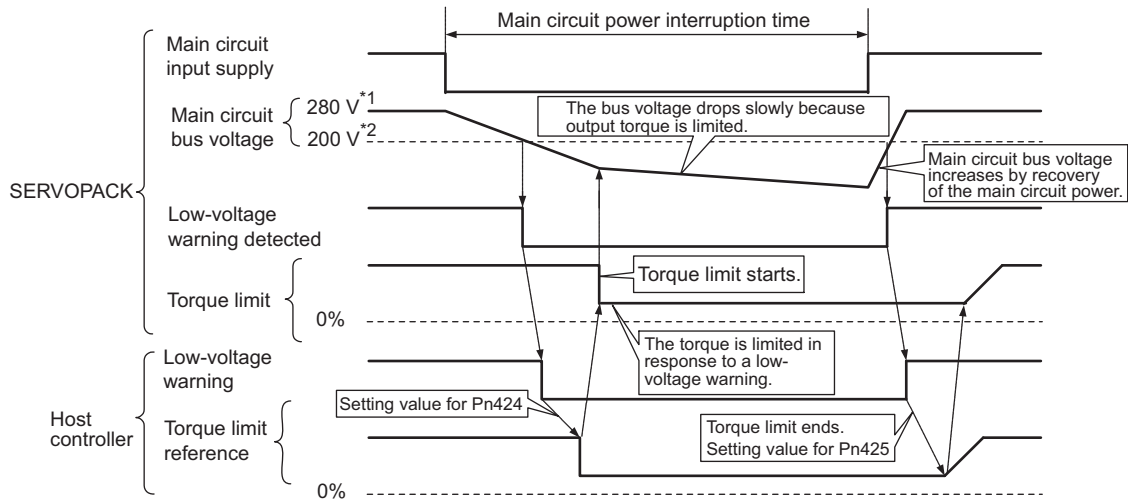 Main circuit power interruption time
Main circuit
input supply
Main circuit
bus voltage
280 V*1
200 V*2
The bus voltage drops slowly because
output torque is limited.
Main circuit bus voltage
increases by recovery
of the main circuit power.
SERVOPACK
Low-voltage
warning detected
Torque limit starts.
Torque limit
0%
The torque is limited in
response to a low-
voltage warning.
Low-voltage
warning
Setting value for Pn424
Host
controller
Torque limit
reference
Torque limit ends.
Setting value for Pn425
0%